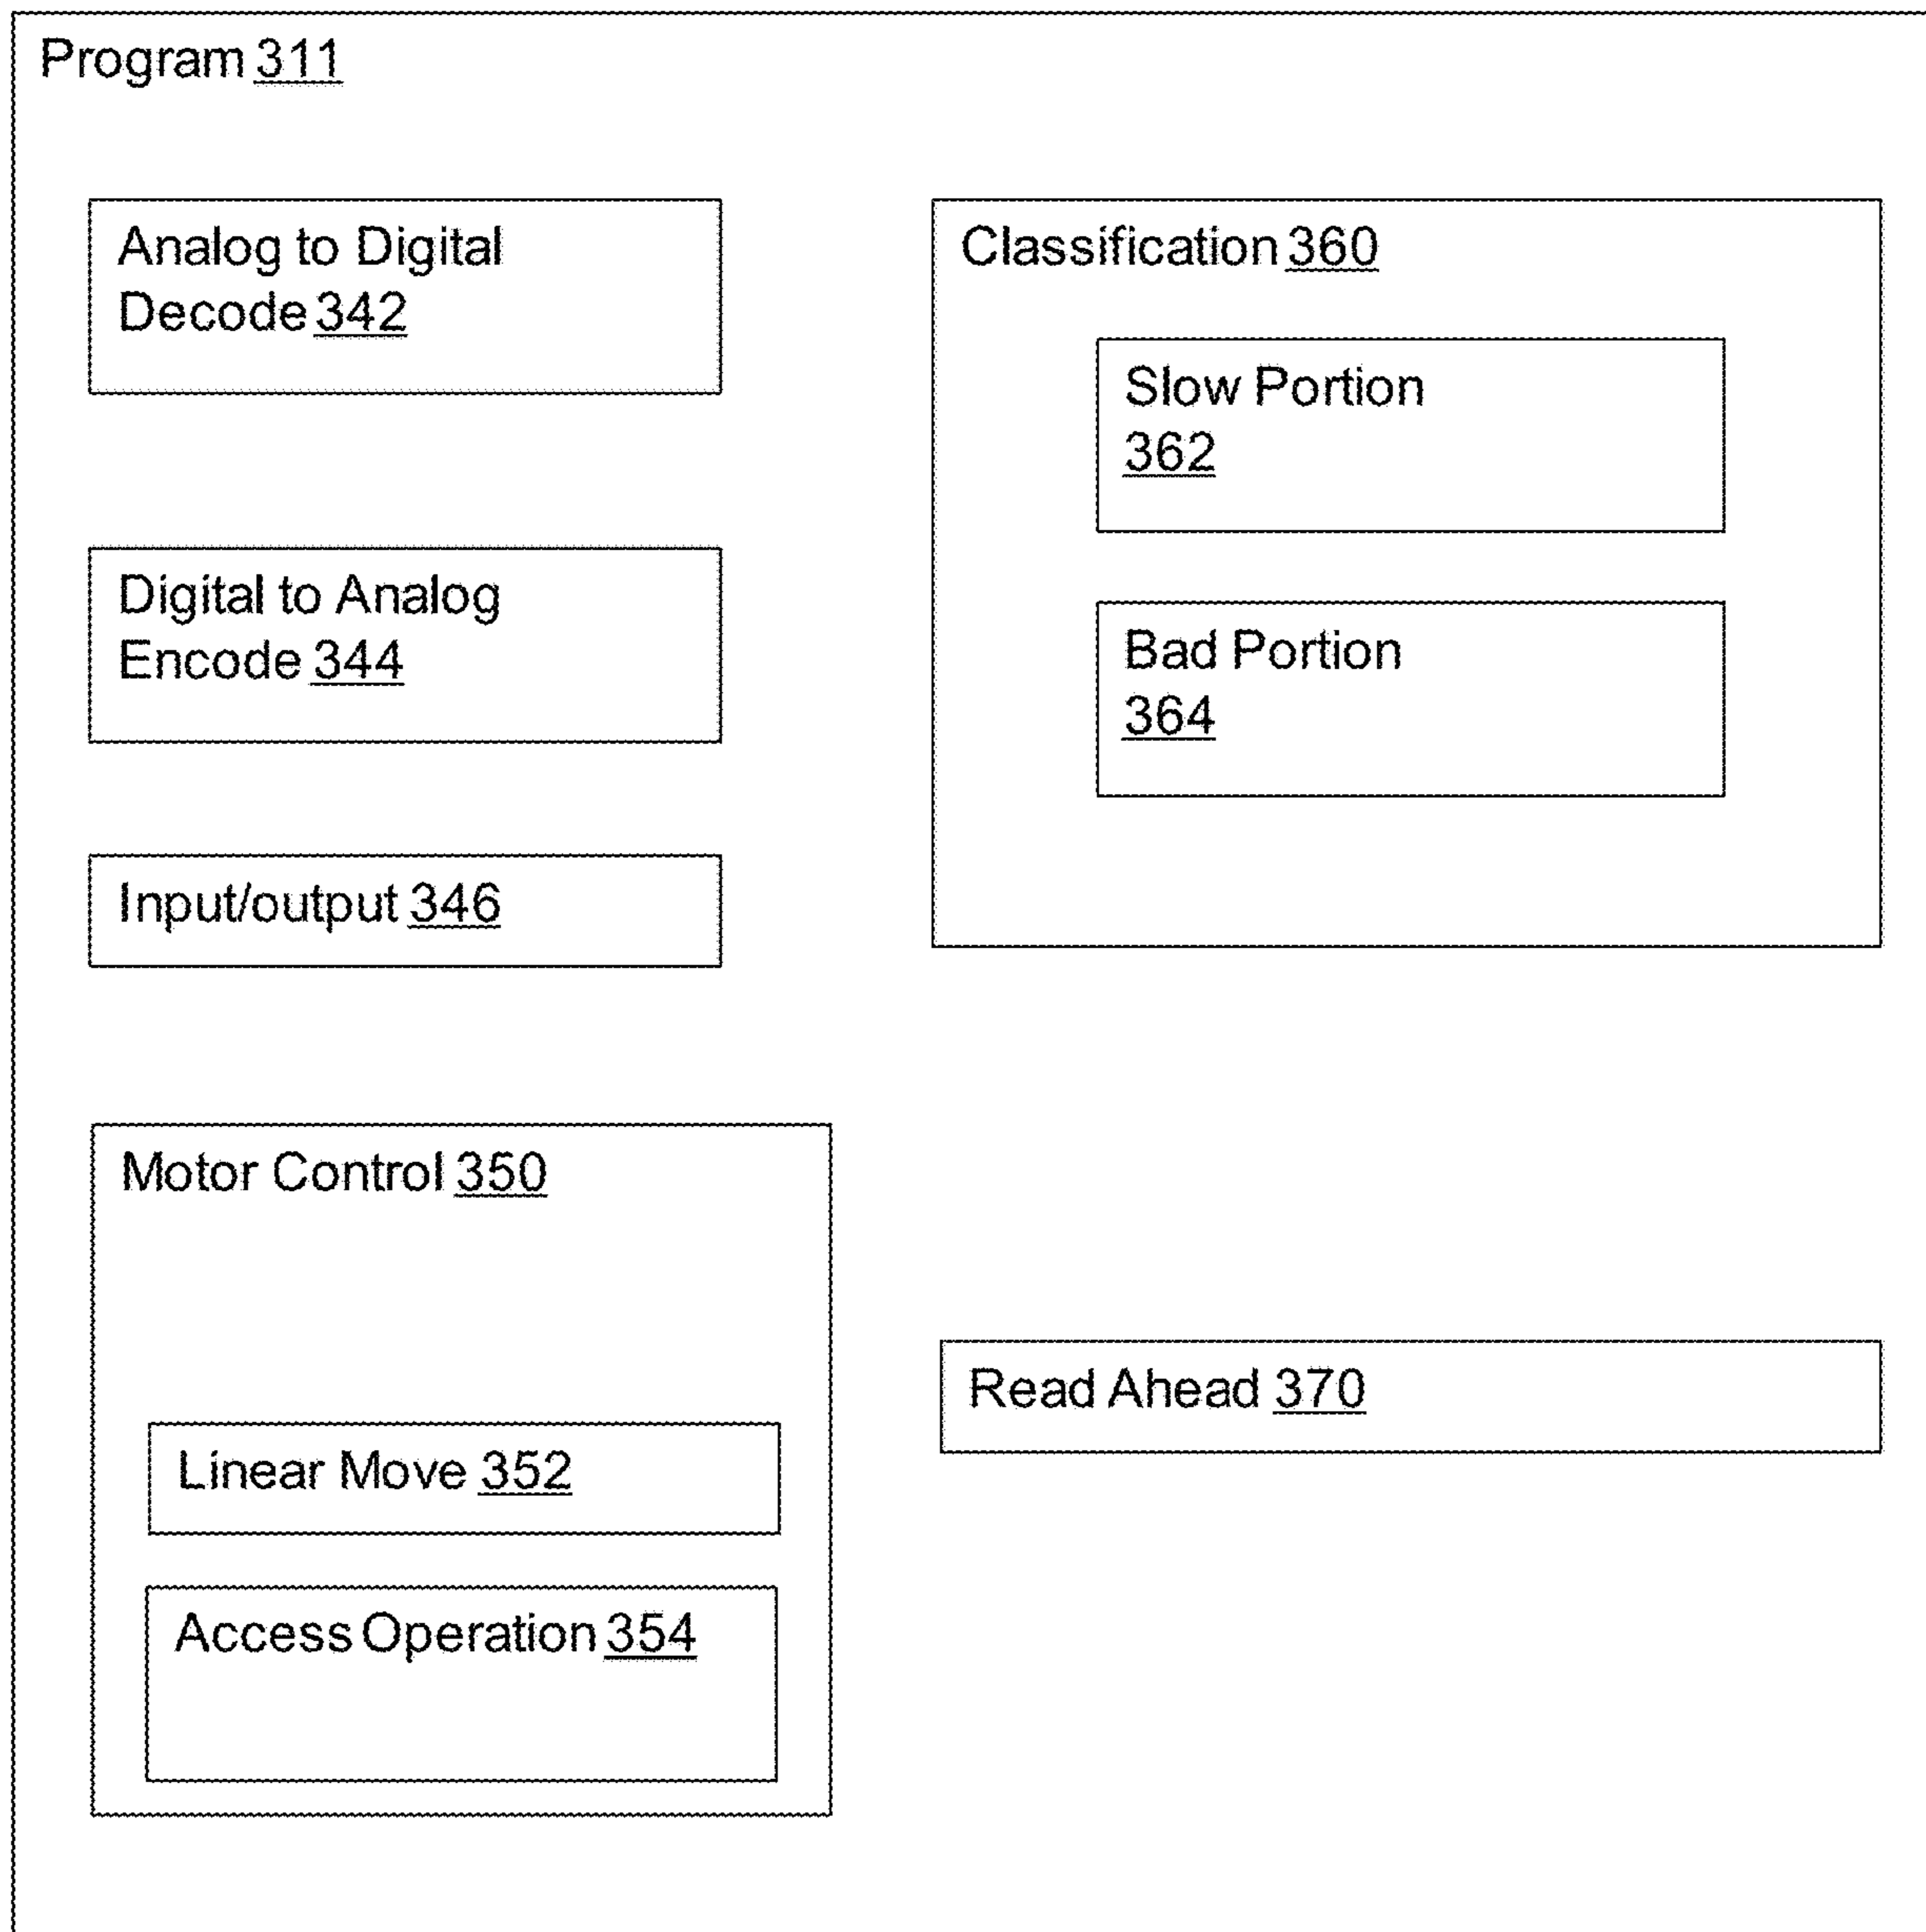 Program 311
Analog to Digital
Decode 342
Digital to Analog
Encode 344
Input/output 346
Classification 360
Slow Portion
362
Bad Portion
364
Motor Control 350
Linear Move 352
Access Operation 354
Read Ahead 370